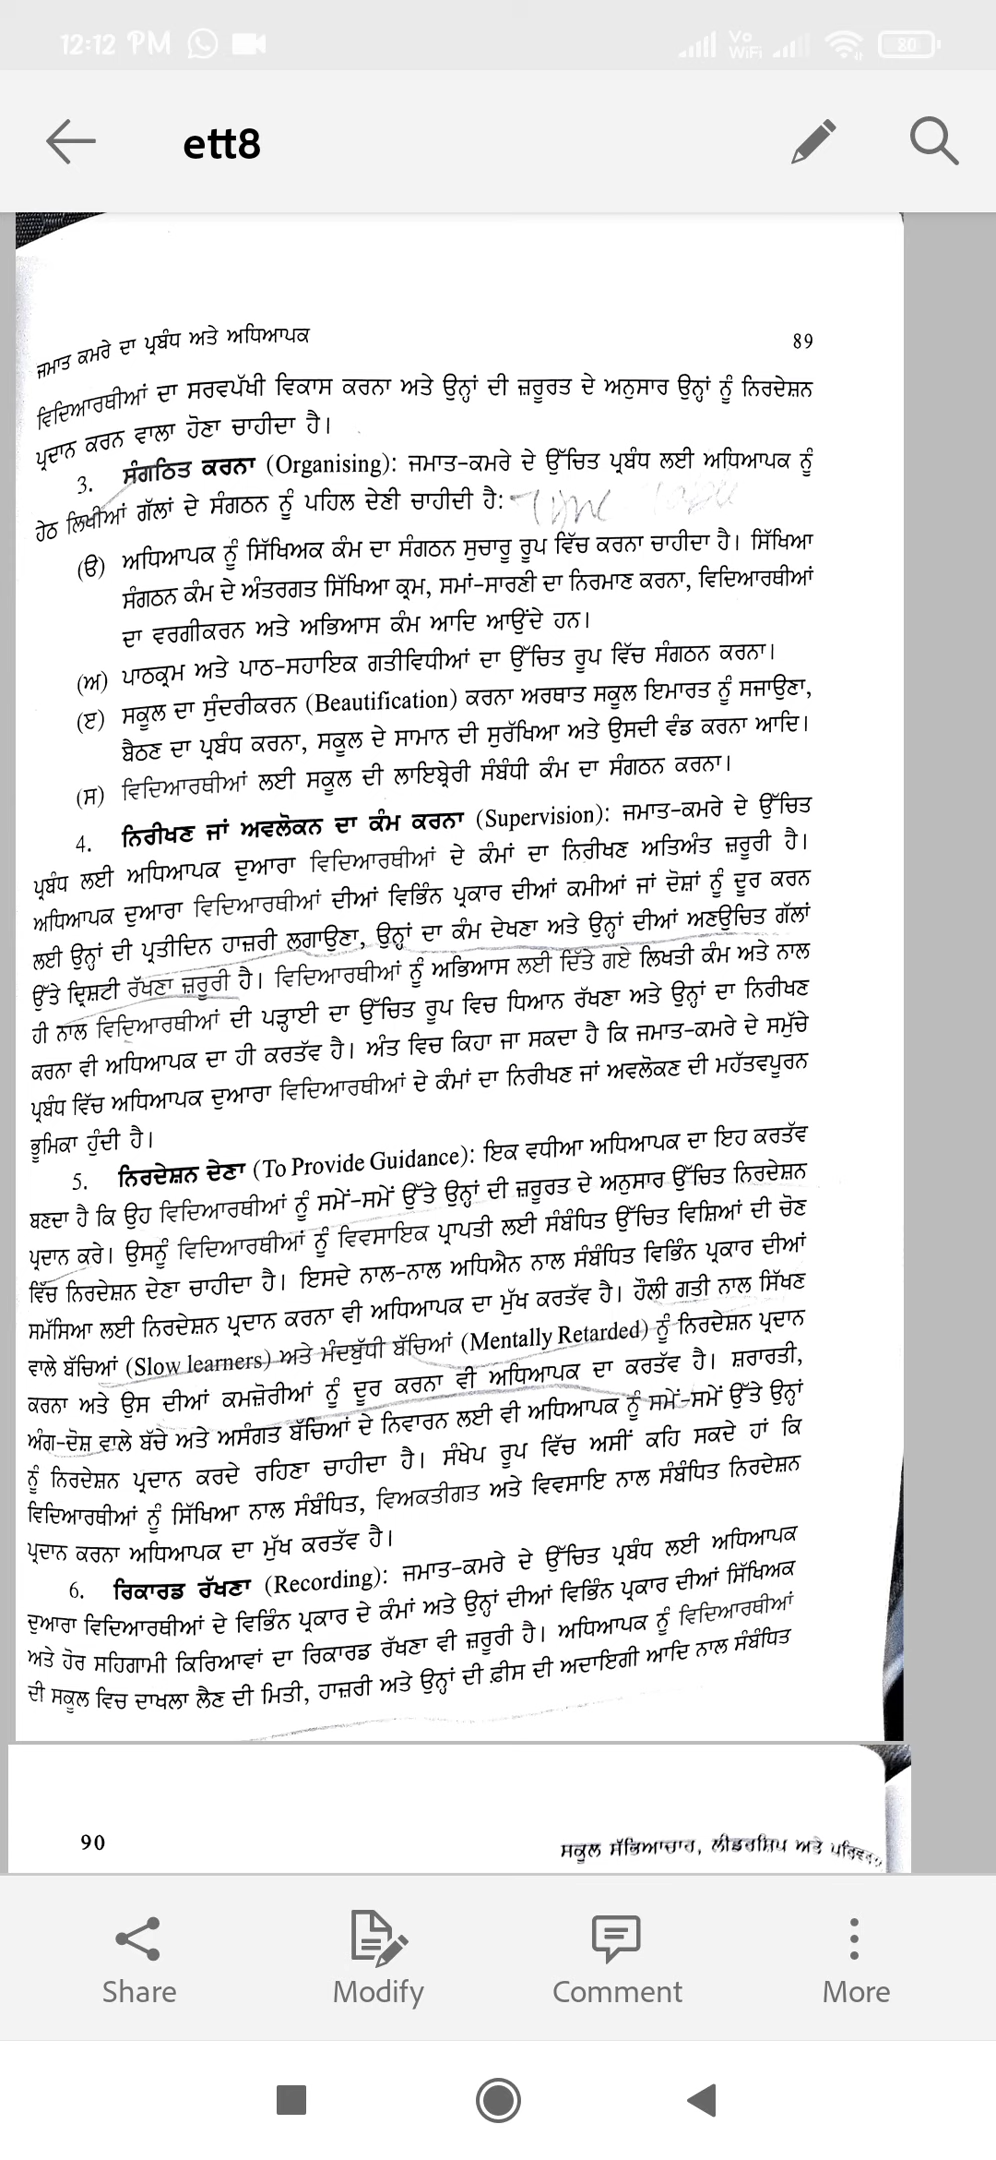 12:12 PM
Vo
WiFi
80
ett8
ਜਮਾਤ ਕਮਰੇ ਦਾ ਪ੍ਰਬੰਧ ਅਤੇ ਅਧਿਆਪਕ 89
ਵਿਦਿਆਰਥੀਆਂ ਦਾ ਸਰਵਪੱਖੀ ਵਿਕਾਸ ਕਰਨਾ ਅਤੇ ਉਨ੍ਹਾਂ ਦੀ ਜ਼ਰੂਰਤ ਦੇ ਅਨੁਸਾਰ ਉਨ੍ਹਾਂ ਨੂੰ ਨਿਰਦੇਸ਼ਨ
ਪ੍ਰਦਾਨ ਕਰਨ ਵਾਲਾ ਹੋਣਾ ਚਾਹੀਦਾ ਹੈ।
3. ਸੰਗਠਿਤ ਕਰਨਾ (Organising): ਜਮਾਤ-ਕਮਰੇ ਦੇ ਉੱਚਿਤ ਪ੍ਰਬੰਧ ਲਈ ਅਧਿਆਪਕ ਨੂੰ
ਹੇਠ ਲਿਖੀਆਂ ਗੱਲਾਂ ਦੇ ਸੰਗਠਨ ਨੂੰ ਪਹਿਲ ਦੇਣੀ ਚਾਹੀਦੀ ਹੈ: Time
(ੳ) ਅਧਿਆਪਕ ਨੂੰ ਸਿੱਖਿਅਕ ਕੰਮ ਦਾ ਸੰਗਠਨ ਸੁਚਾਰੂ ਰੂਪ ਵਿੱਚ ਕਰਨਾ ਚਾਹੀਦਾ ਹੈ। ਸਿੱਖਿਆ
ਸੰਗਠਨ ਕੰਮ ਦੇ ਅੰਤਰਗਤ ਸਿੱਖਿਆ ਕ੍ਰਮ, ਸਮਾਂ-ਸਾਰਣੀ ਦਾ ਨਿਰਮਾਣ ਕਰਨਾ, ਵਿਦਿਆਰਥੀਆਂ
ਦਾ ਵਰਗੀਕਰਨ ਅਤੇ ਅਭਿਆਸ ਕੰਮ ਆਦਿ ਆਉਂਦੇ ਹਨ।
(ਅ) ਪਾਠਕ੍ਰਮ ਅਤੇ ਪਾਠ-ਸਹਾਇਕ ਗਤੀਵਿਧੀਆਂ ਦਾ ਉੱਚਿਤ ਰੂਪ ਵਿੱਚ ਸੰਗਠਨ ਕਰਨਾ।
(ੲ) ਸਕੂਲ ਦਾ ਸੁੰਦਰੀਕਰਨ (Beautification) ਕਰਨਾ ਅਰਥਾਤ ਸਕੂਲ ਇਮਾਰਤ ਨੂੰ ਸਜਾਉਣਾ,
ਬੈਠਣ ਦਾ ਪ੍ਰਬੰਧ ਕਰਨਾ, ਸਕੂਲ ਦੇ ਸਾਮਾਨ ਦੀ ਸੁਰੱਖਿਆ ਅਤੇ ਉਸਦੀ ਵੰਡ ਕਰਨਾ ਆਦਿ।
(ਸ) ਵਿਦਿਆਰਥੀਆਂ ਲਈ ਸਕੂਲ ਦੀ ਲਾਇਬ੍ਰੇਰੀ ਸੰਬੰਧੀ ਕੰਮ ਦਾ ਸੰਗਠਨ ਕਰਨਾ।
4. ਨਿਰੀਖਣ ਜਾਂ ਅਵਲੋਕਨ ਦਾ ਕੰਮ ਕਰਨਾ (Supervision): ਜਮਾਤ-ਕਮਰੇ ਦੇ ਉੱਚਿਤ
ਪ੍ਰਬੰਧ ਲਈ ਅਧਿਆਪਕ ਦੁਆਰਾ ਵਿਦਿਆਰਥੀਆਂ ਦੇ ਕੰਮਾਂ ਦਾ ਨਿਰੀਖਣ ਅਤਿਅੰਤ ਜ਼ਰੂਰੀ ਹੈ।
ਅਧਿਆਪਕ ਦੁਆਰਾ ਵਿਦਿਆਰਥੀਆਂ ਦੀਆਂ ਵਿਭਿੰਨ ਪ੍ਰਕਾਰ ਦੀਆਂ ਕਮੀਆਂ ਜਾਂ ਦੋਸ਼ਾਂ ਨੂੰ ਦੂਰ ਕਰਨ
ਲਈ ਉਨ੍ਹਾਂ ਦੀ ਪ੍ਰਤੀਦਿਨ ਹਾਜ਼ਰੀ ਲਗਾਉਣਾ, ਉਨ੍ਹਾਂ ਦਾ ਕੰਮ ਦੇਖਣਾ ਅਤੇ ਉਨ੍ਹਾਂ ਦੀਆਂ ਅਣਉਚਿਤ ਗੱਲਾਂ
ਉੱਤੇ ਦ੍ਰਿਸ਼ਟੀ ਰੱਖਣਾ ਜ਼ਰੂਰੀ ਹੈ। ਵਿਦਿਆਰਥੀਆਂ ਨੂੰ ਅਭਿਆਸ ਲਈ ਦਿੱਤੇ ਗਏ ਲਿਖਤੀ ਕੰਮ ਅਤੇ ਨਾਲ
ਹੀ ਨਾਲ ਵਿਦਿਆਰਥੀਆਂ ਦੀ ਪੜ੍ਹਾਈ ਦਾ ਉੱਚਿਤ ਰੂਪ ਵਿਚ ਧਿਆਨ ਰੱਖਣਾ ਅਤੇ ਉਨ੍ਹਾਂ ਦਾ ਨਿਰੀਖਣ
ਕਰਨਾ ਵੀ ਅਧਿਆਪਕ ਦਾ ਹੀ ਕਰਤੱਵ ਹੈ। ਅੰਤ ਵਿਚ ਕਿਹਾ ਜਾ ਸਕਦਾ ਹੈ ਕਿ ਜਮਾਤ-ਕਮਰੇ ਦੇ ਸਮੁੱਚੇ
ਪ੍ਰਬੰਧ ਵਿੱਚ ਅਧਿਆਪਕ ਦੁਆਰਾ ਵਿਦਿਆਰਥੀਆਂ ਦੇ ਕੰਮਾਂ ਦਾ ਨਿਰੀਖਣ ਜਾਂ ਅਵਲੋਕਣ ਦੀ ਮਹੱਤਵਪੂਰਨ
ਭੂਮਿਕਾ ਹੁੰਦੀ ਹੈ।
5. ਨਿਰਦੇਸ਼ਨ ਦੇਣਾ (To Provide Guidance): ਇਕ ਵਧੀਆ ਅਧਿਆਪਕ ਦਾ ਇਹ ਕਰਤੱਵ
ਬਣਦਾ ਹੈ ਕਿ ਉਹ ਵਿਦਿਆਰਥੀਆਂ ਨੂੰ ਸਮੇਂ-ਸਮੇਂ ਉੱਤੇ ਉਨ੍ਹਾਂ ਦੀ ਜ਼ਰੂਰਤ ਦੇ ਅਨੁਸਾਰ ਉੱਚਿਤ ਨਿਰਦੇਸ਼ਨ
ਪ੍ਰਦਾਨ ਕਰੇ। ਉਸਨੂੰ ਵਿਦਿਆਰਥੀਆਂ ਨੂੰ ਵਿਵਸਾਇਕ ਪ੍ਰਾਪਤੀ ਲਈ ਸੰਬੰਧਿਤ ਉੱਚਿਤ ਵਿਸ਼ਿਆਂ ਦੀ ਚੋਣ
ਵਿੱਚ ਨਿਰਦੇਸ਼ਨ ਦੇਣਾ ਚਾਹੀਦਾ ਹੈ। ਇਸਦੇ ਨਾਲ-ਨਾਲ ਅਧਿਐਨ ਨਾਲ ਸੰਬੰਧਿਤ ਵਿਭਿੰਨ ਪ੍ਰਕਾਰ ਦੀਆਂ
ਸਮੱਸਿਆ ਲਈ ਨਿਰਦੇਸ਼ਨ ਪ੍ਰਦਾਨ ਕਰਨਾ ਵੀ ਅਧਿਆਪਕ ਦਾ ਮੁੱਖ ਕਰਤੱਵ ਹੈ। ਹੌਲੀ ਗਤੀ ਨਾਲ ਸਿੱਖਣ
ਵਾਲੇ ਬੱਚਿਆਂ (Slow learners) ਅਤੇ ਮੰਦਬੁੱਧੀ ਬੱਚਿਆਂ (Mentally Retarded) ਨੂੰ ਨਿਰਦੇਸ਼ਨ ਪ੍ਰਦਾਨ
ਕਰਨਾ ਅਤੇ ਉਸ ਦੀਆਂ ਕਮਜ਼ੋਰੀਆਂ ਨੂੰ ਦੂਰ ਕਰਨਾ ਵੀ ਅਧਿਆਪਕ ਦਾ ਕਰਤੱਵ ਹੈ। ਸ਼ਰਾਰਤੀ,
ਅੰਗ-ਦੋਸ਼ ਵਾਲੇ ਬੱਚੇ ਅਤੇ ਅਸੰਗਤ ਬੱਚਿਆਂ ਦੇ ਨਿਵਾਰਨ ਲਈ ਵੀ ਅਧਿਆਪਕ ਨੂੰ ਸਮੇਂ-ਸਮੇਂ ਉੱਤੇ ਉਨ੍ਹਾਂ
ਨੂੰ ਨਿਰਦੇਸ਼ਨ ਪ੍ਰਦਾਨ ਕਰਦੇ ਰਹਿਣਾ ਚਾਹੀਦਾ ਹੈ। ਸੰਖੇਪ ਰੂਪ ਵਿੱਚ ਅਸੀਂ ਕਹਿ ਸਕਦੇ ਹਾਂ ਕਿ
ਵਿਦਿਆਰਥੀਆਂ ਨੂੰ ਸਿੱਖਿਆ ਨਾਲ ਸੰਬੰਧਿਤ, ਵਿਅਕਤੀਗਤ ਅਤੇ ਵਿਵਸਾਇ ਨਾਲ ਸੰਬੰਧਿਤ ਨਿਰਦੇਸ਼ਨ
ਪ੍ਰਦਾਨ ਕਰਨਾ ਅਧਿਆਪਕ ਦਾ ਮੁੱਖ ਕਰਤੱਵ ਹੈ।
6. ਰਿਕਾਰਡ ਰੱਖਣਾ (Recording): ਜਮਾਤ-ਕਮਰੇ ਦੇ ਉੱਚਿਤ ਪ੍ਰਬੰਧ ਲਈ ਅਧਿਆਪਕ
ਦੁਆਰਾ ਵਿਦਿਆਰਥੀਆਂ ਦੇ ਵਿਭਿੰਨ ਪ੍ਰਕਾਰ ਦੇ ਕੰਮਾਂ ਅਤੇ ਉਨ੍ਹਾਂ ਦੀਆਂ ਵਿਭਿੰਨ ਪ੍ਰਕਾਰ ਦੀਆਂ ਸਿੱਖਿਅਕ
ਅਤੇ ਹੋਰ ਸਹਿਗਾਮੀ ਕਿਰਿਆਵਾਂ ਦਾ ਰਿਕਾਰਡ ਰੱਖਣਾ ਵੀ ਜ਼ਰੂਰੀ ਹੈ। ਅਧਿਆਪਕ ਨੂੰ ਵਿਦਿਆਰਥੀਆਂ
ਦੀ ਸਕੂਲ ਵਿਚ ਦਾਖਲਾ ਲੈਣ ਦੀ ਮਿਤੀ, ਹਾਜ਼ਰੀ ਅਤੇ ਉਨ੍ਹਾਂ ਦੀ ਫ਼ੀਸ ਦੀ ਅਦਾਇਗੀ ਆਦਿ ਨਾਲ ਸੰਬੰਧਿਤ
90 ਸਕੂਲ ਸੱਭਿਆਚਾਰ, ਲੀਡਰਸ਼ਿਪ ਅਤੇ
Share Modify Comment More